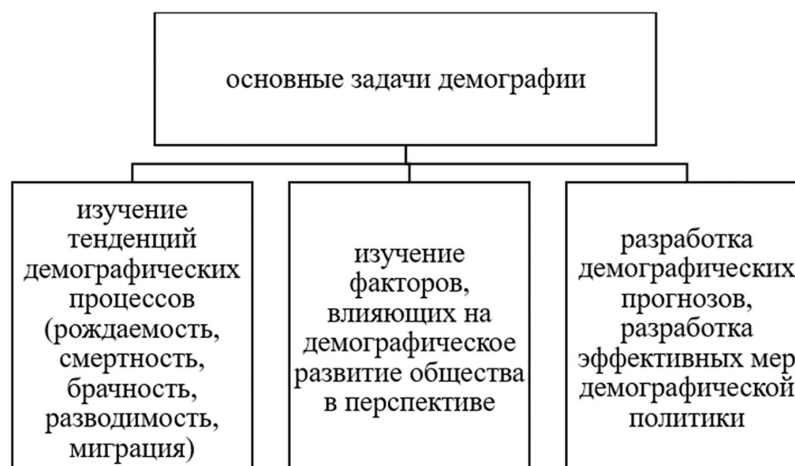 основные задачи демографии
изучение
тенденций
демографических
процессов
(рождаемость,
смертность,
брачность,
разводимость,
миграция)
изучение
факторов,
влияющих на
демографическое
развитие общества
в перспективе
разработка
демографических
прогнозов,
разработка
эффективных мер
демографической
политики